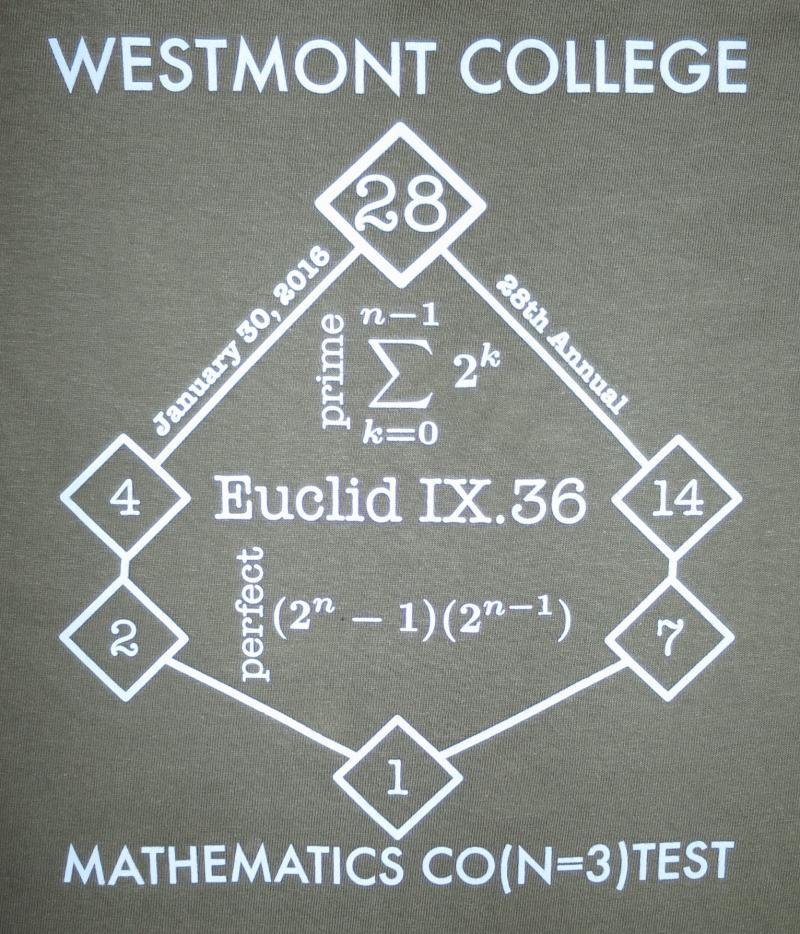 WESTMONT COLLEGE
28
January 30, 2016
28th Annual
prime
n−1
∑ 2^k
k=0
4
Euclid IX.36
14
perfect
(2^n − 1)(2^{n−1})
2
7
1
MATHEMATICS CO(N=3)TEST